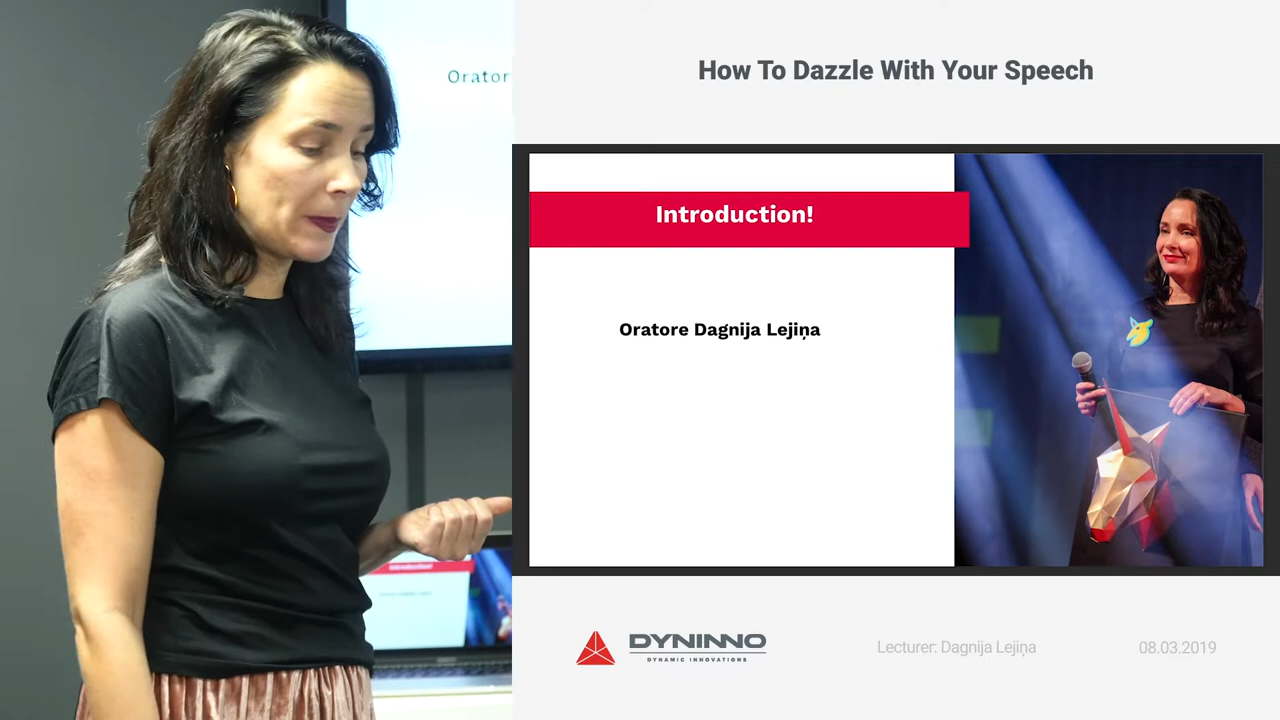 Orator
How To Dazzle With Your Speech
Introduction!
Oratore Dagnija Lejiņa
Introduction!
DYNINNO
DYNAMIC INNOVATIONS
Lecturer: Dagnija Lejiņa
08.03.2019